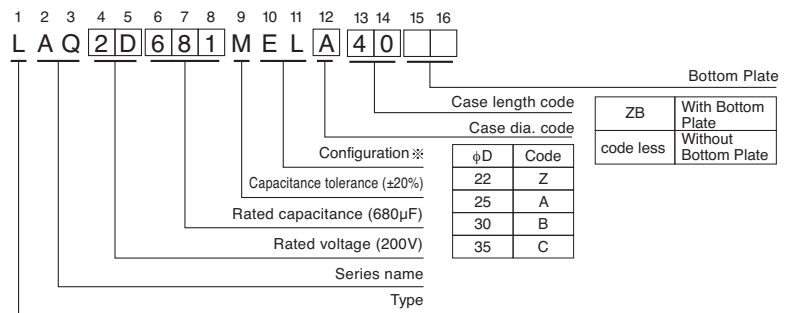 1 2 3 4 5 6 7 8 9 10 11 12 13 14 15 16
L A Q 2 D 6 8 1 M E L A 4 0
Bottom Plate
ZB With Bottom Plate
code less Without Bottom Plate
Case length code
Case dia. code
Configuration※
φD Code
22 Z
25 A
30 B
35 C
Capacitance tolerance (±20%)
Rated capacitance (680µF)
Rated voltage (200V)
Series name
Type